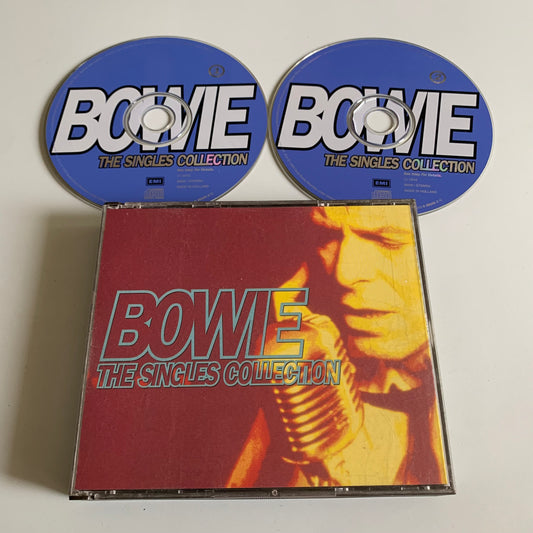 BOWIE
THE SINGLES COLLECTION
EMI
MADE IN HOLLAND
BOWIE
THE SINGLES COLLECTION
EMI
MADE IN HOLLAND
BOWIE
THE SINGLES COLLECTION